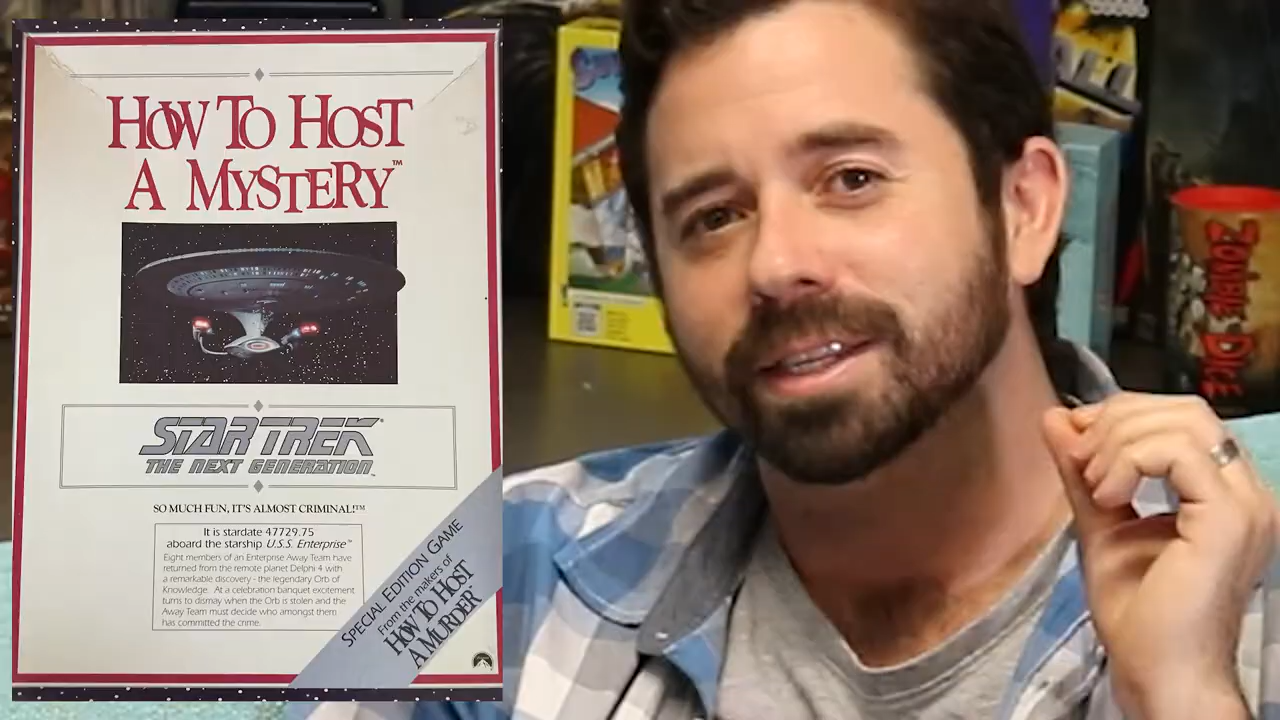 HOW TO HOST
A MYSTERY™
STAR TREK®
THE NEXT GENERATION™
SO MUCH FUN, IT'S ALMOST CRIMINAL!™
It is stardate 47729.75
aboard the starship U.S.S. Enterprise™
Eight members of an Enterprise Away Team have
returned from the remote planet Delphi 4 with
a remarkable discovery - the legendary Orb of
Knowledge. At a celebration banquet excitement
turns to dismay when the Orb is stolen and the
Away Team must decide who amongst them
has committed the crime.
SPECIAL EDITION GAME
From the makers of
HOW TO HOST
A MURDER™
ZOMBIE DICE